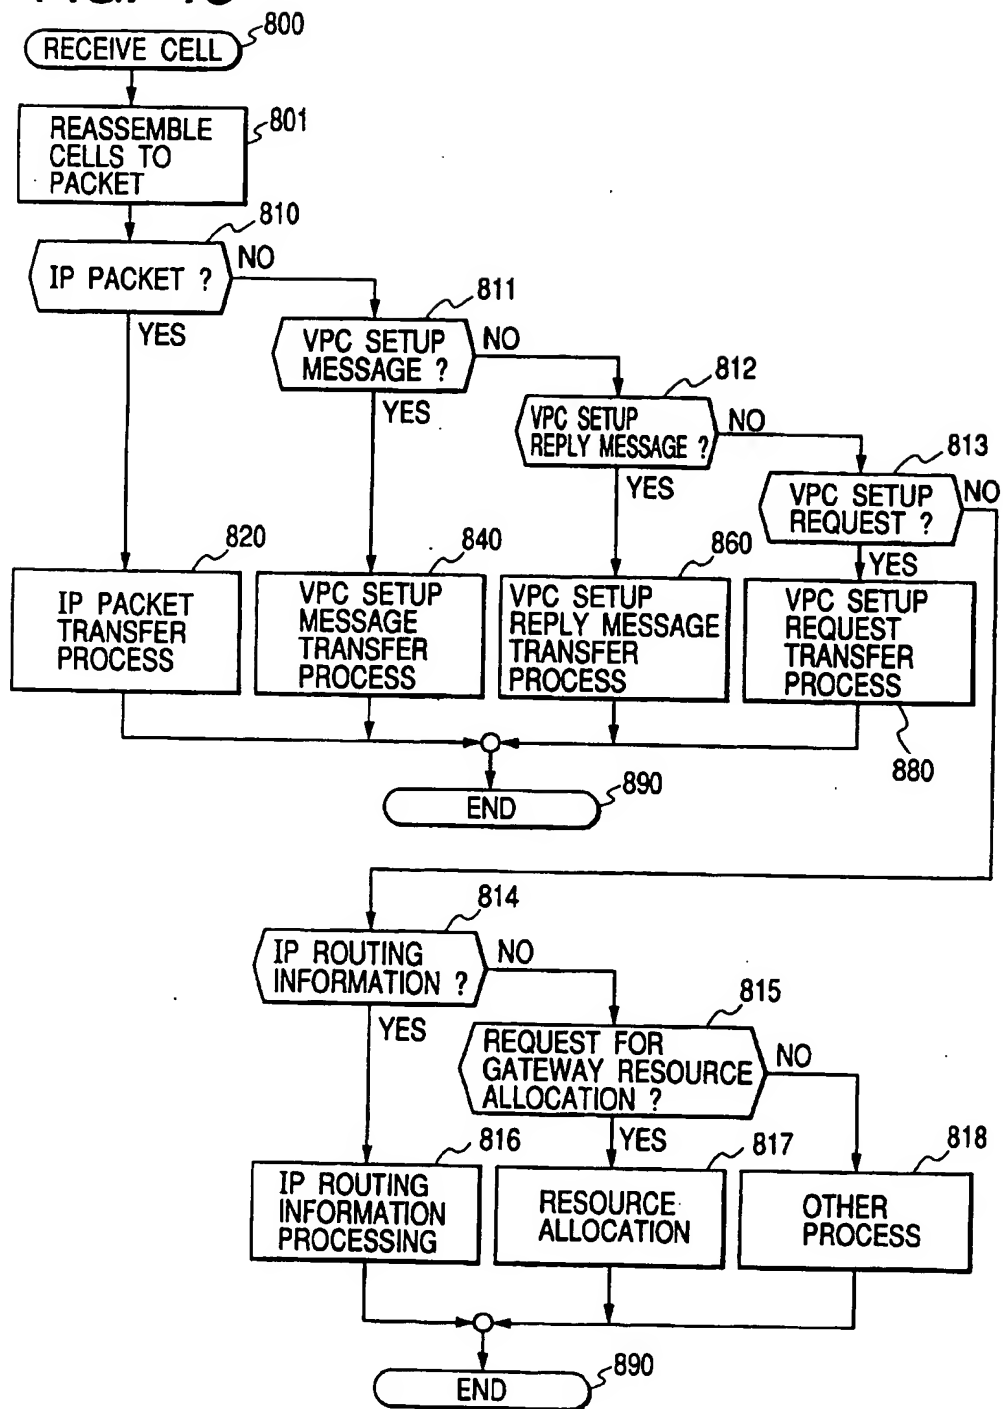 800
RECEIVE CELL
801
REASSEMBLE
CELLS TO
PACKET
810
IP PACKET ?
NO
YES
811
VPC SETUP
MESSAGE ?
NO
YES
812
VPC SETUP
REPLY MESSAGE ?
NO
YES
813
VPC SETUP
REQUEST ?
NO
YES
820
IP PACKET
TRANSFER
PROCESS
840
VPC SETUP
MESSAGE
TRANSFER
PROCESS
860
VPC SETUP
REPLY MESSAGE
TRANSFER
PROCESS
VPC SETUP
REQUEST
TRANSFER
PROCESS
880
890
END
814
IP ROUTING
INFORMATION ?
NO
YES
815
REQUEST FOR
GATEWAY RESOURCE
ALLOCATION ?
NO
YES
816
IP ROUTING
INFORMATION
PROCESSING
817
RESOURCE
ALLOCATION
818
OTHER
PROCESS
890
END